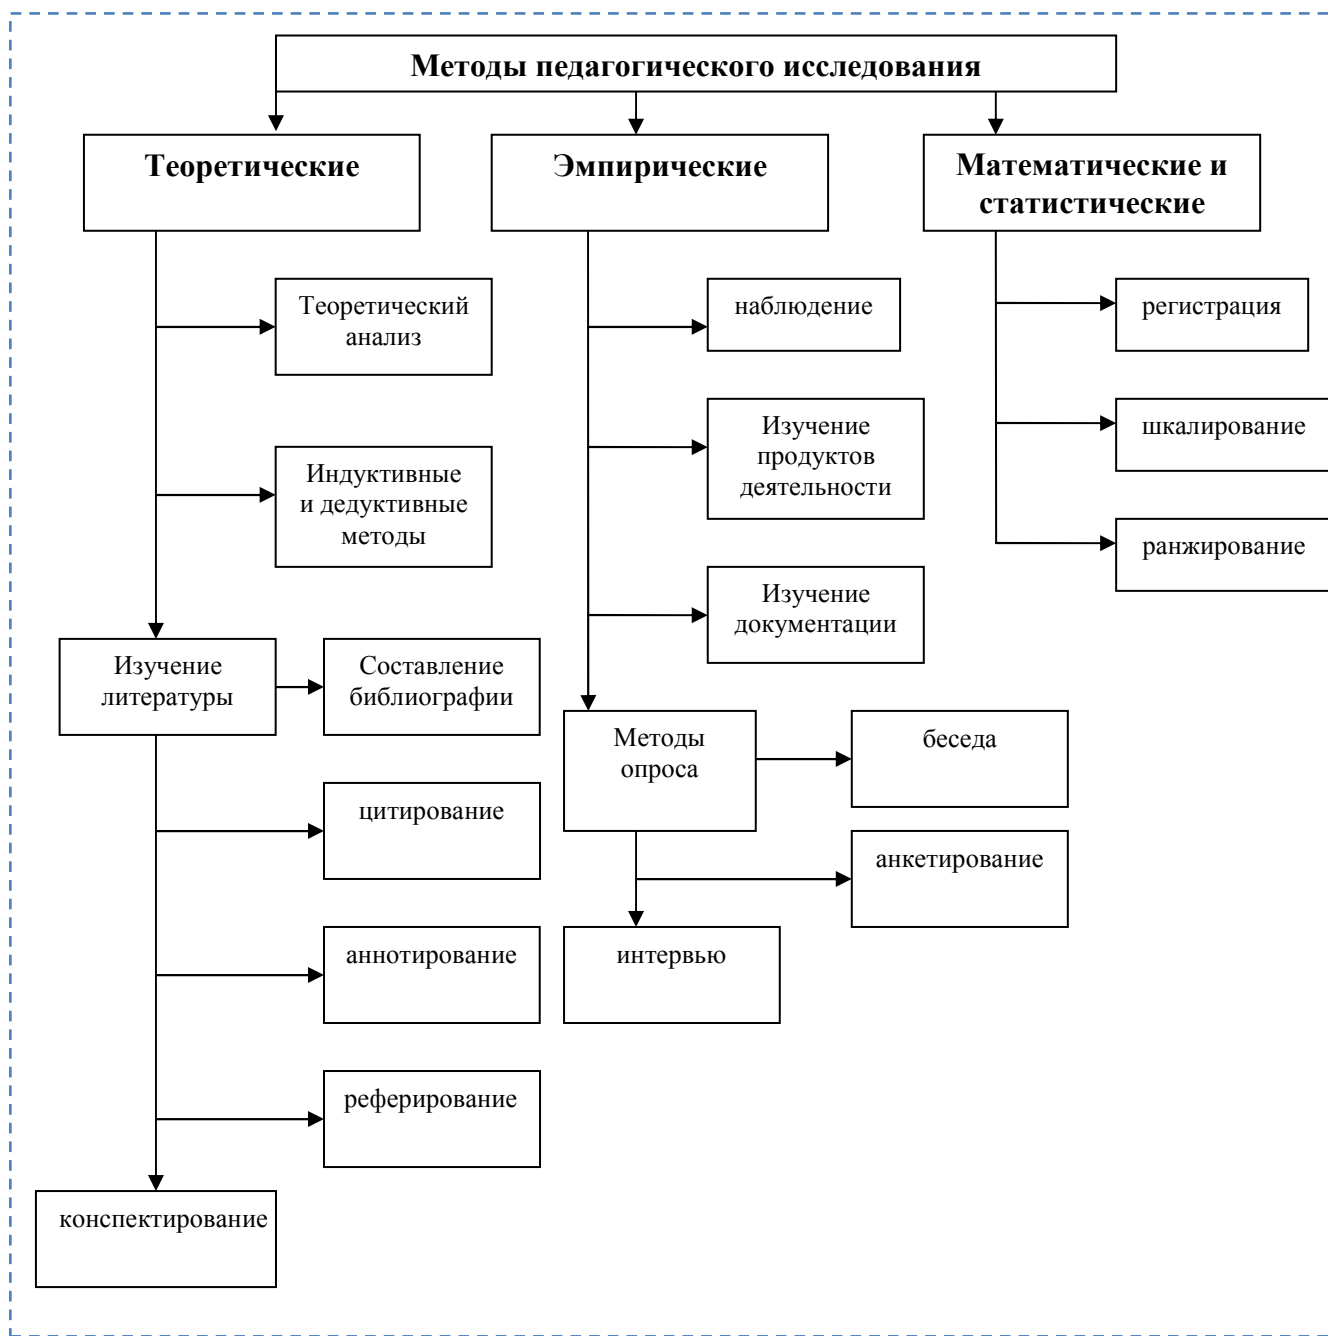 Методы педагогического исследования
Теоретические
Эмпирические
Математические и
статистические
Теоретический
анализ
Индуктивные
и дедуктивные
методы
Изучение
литературы
Составление
библиографии
цитирование
аннотирование
реферирование
конспектирование
наблюдение
Изучение
продуктов
деятельности
Изучение
документации
Методы
опроса
беседа
анкетирование
интервью
регистрация
шкалирование
ранжирование